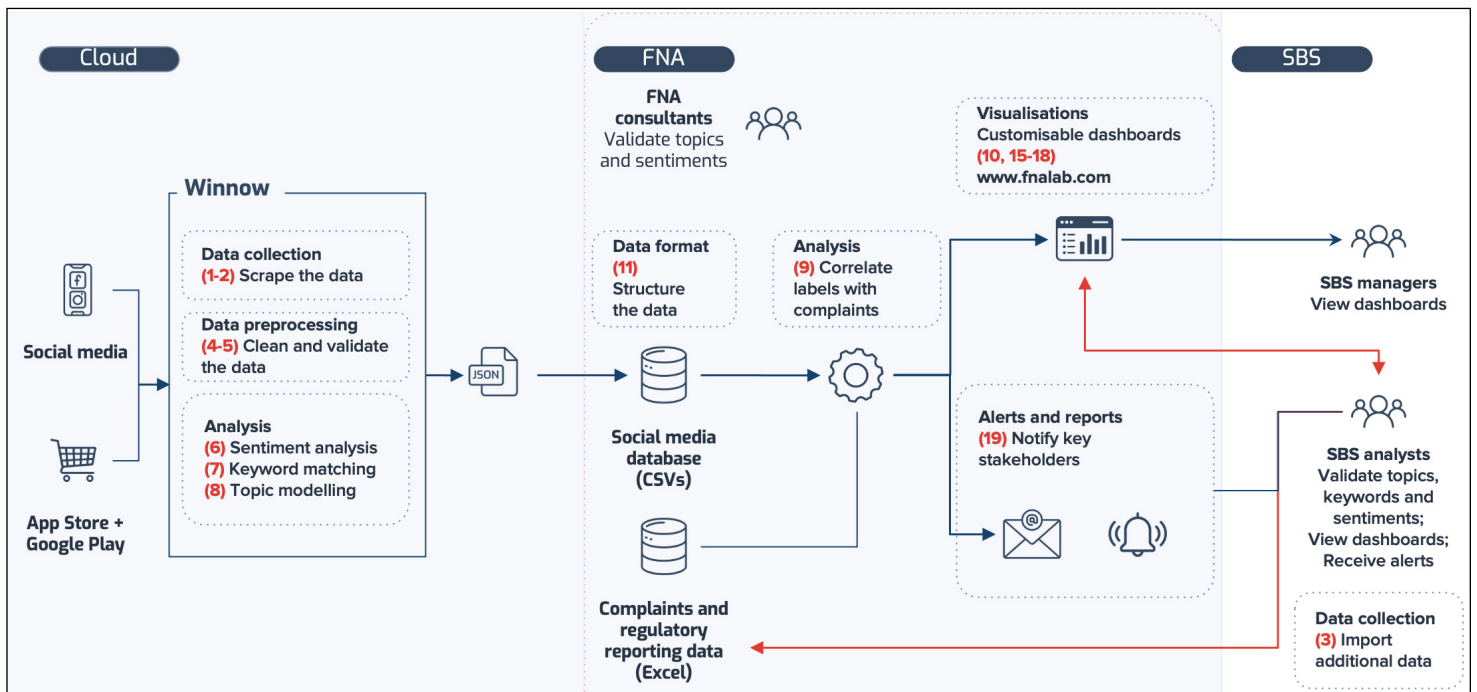 Cloud
FNA
SBS
FNA
consultants
Validate topics
and sentiments
Visualisations
Customisable dashboards
(10, 15-18)
www.fnalab.com
Winnow
Data collection
(1-2) Scrape the data
Data preprocessing
(4-5) Clean and validate
the data
Analysis
(6) Sentiment analysis
(7) Keyword matching
(8) Topic modelling
Social media
App Store +
Google Play
JSON
Data format
(11)
Structure
the data
Analysis
(9) Correlate
labels with
complaints
Social media
database
(CSVs)
Complaints and
regulatory
reporting data
(Excel)
Alerts and reports
(19) Notify key
stakeholders
@
SBS managers
View dashboards
SBS analysts
Validate topics,
keywords and
sentiments;
View dashboards;
Receive alerts
Data collection
(3) Import
additional data